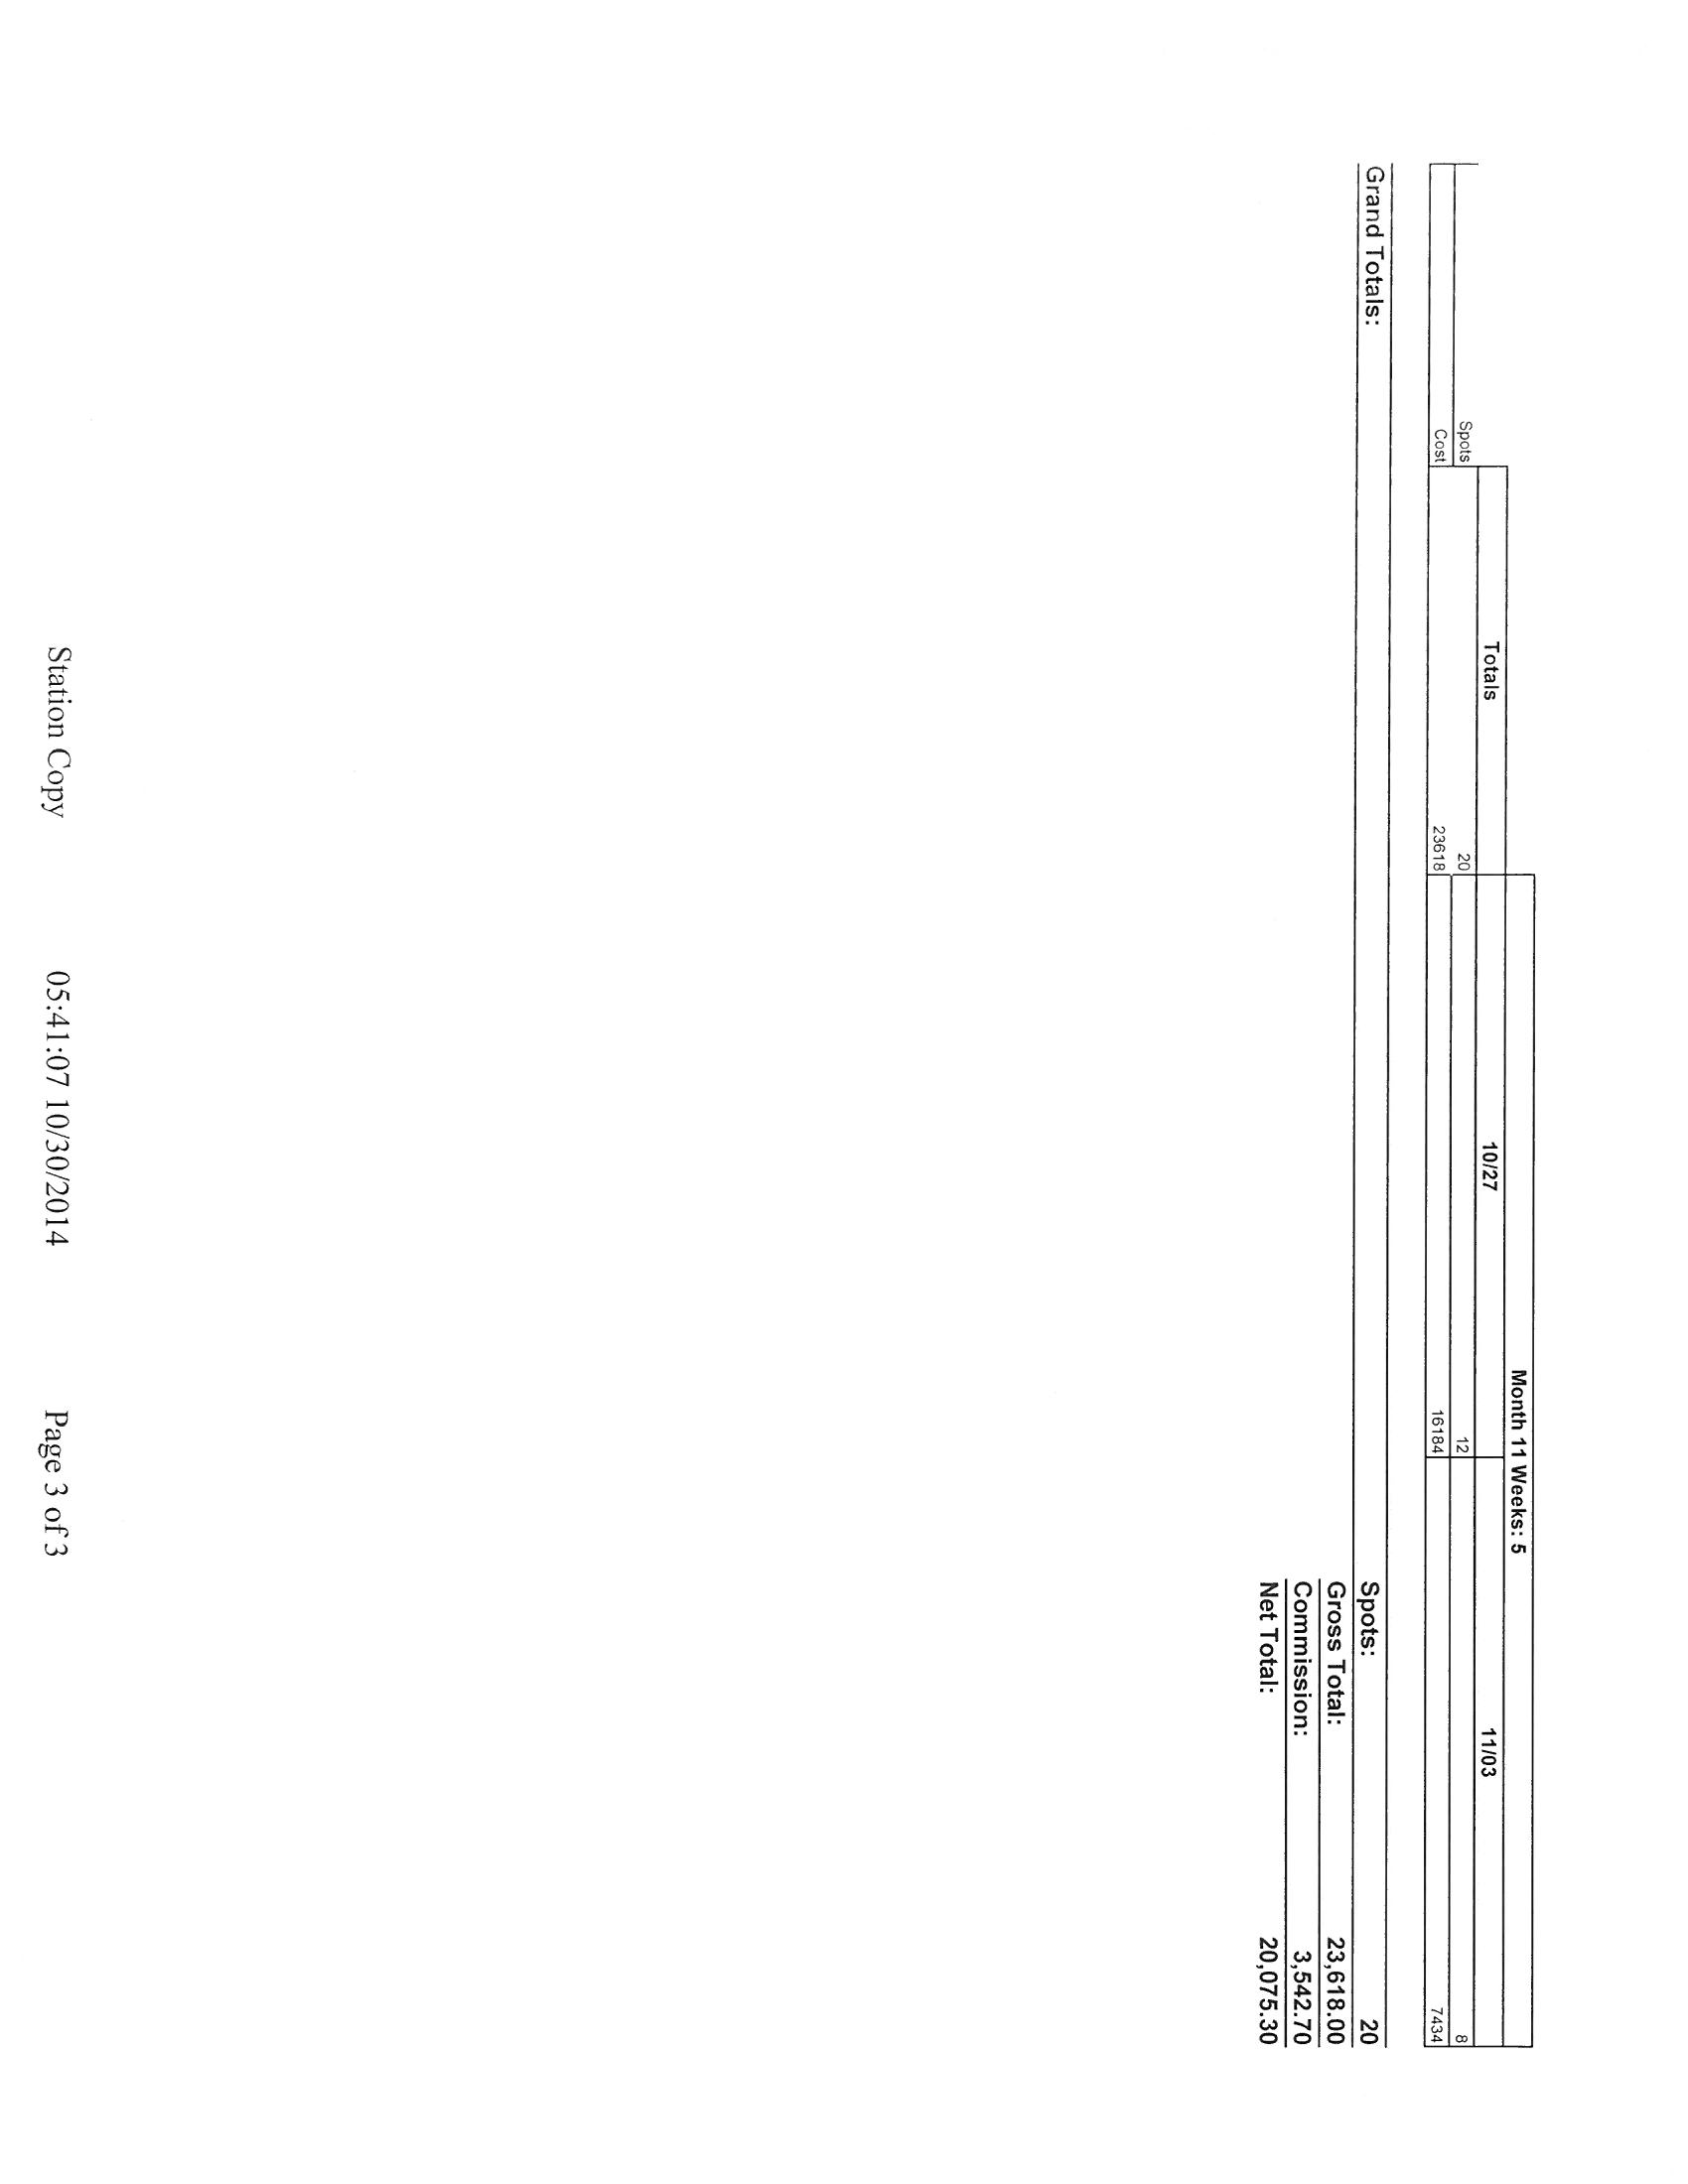 Month 11 Weeks: 5
Totals 10/27 11/03
Spots 20 12 8
Cost 23618 16184 7434
Grand Totals: Spots: 20
Gross Total: 23,618.00
Commission: 3,542.70
Net Total: 20,075.30
Station Copy 05:41:07 10/30/2014 Page 3 of 3